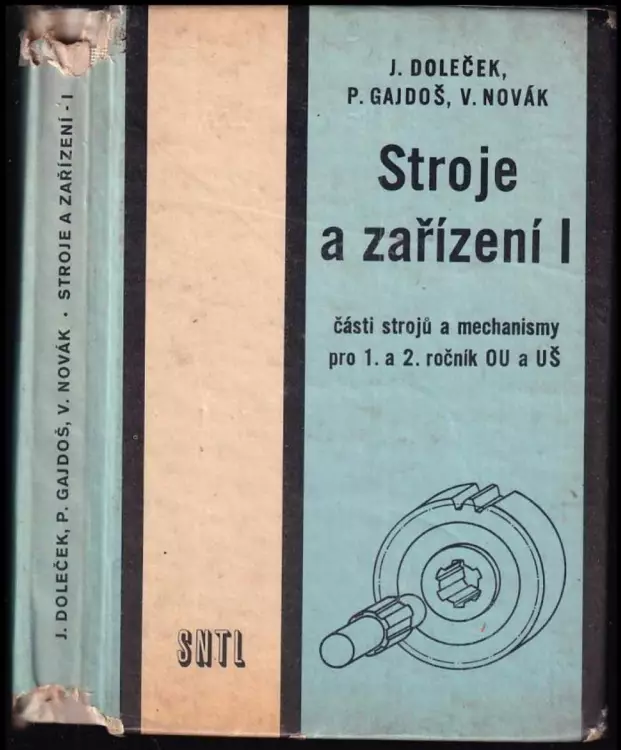 J. DOLEČEK, P. GAJDOŠ, V. NOVÁK · STROJE A ZAŘÍZENÍ - I
J. DOLEČEK,
P. GAJDOŠ, V. NOVÁK
Stroje
a zařízení I
části strojů a mechanismy
pro 1. a 2. ročník OU a UŠ
SNTL